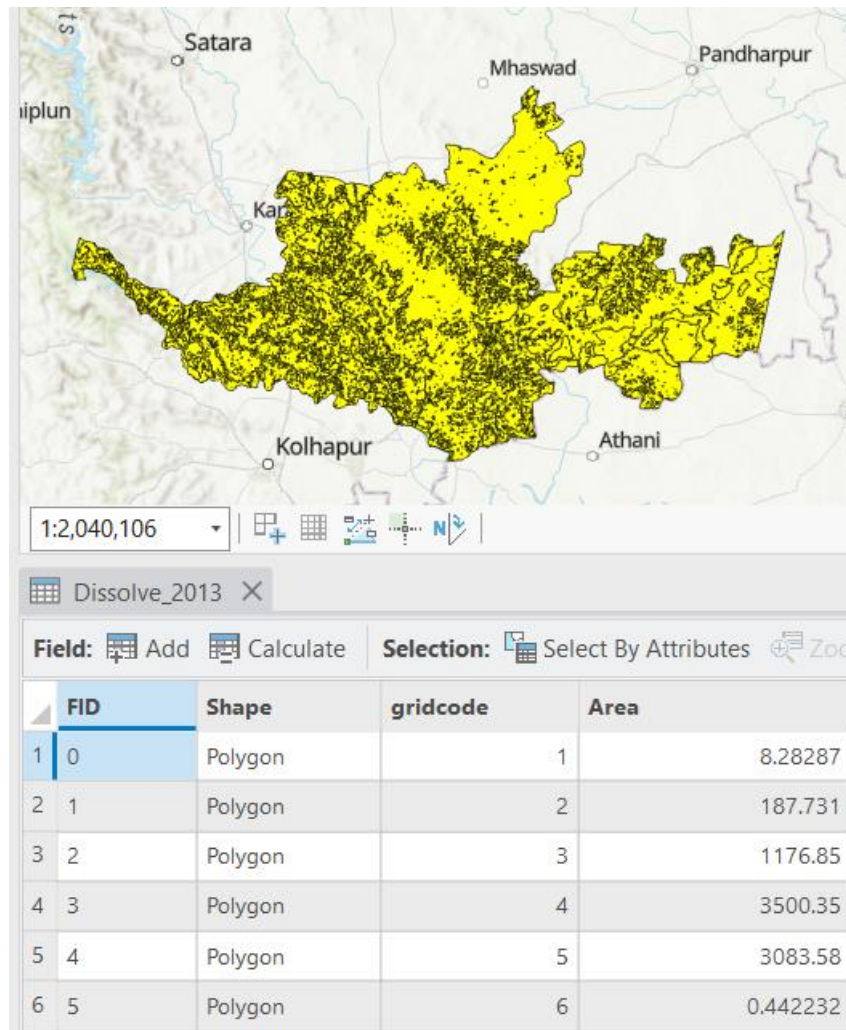 ts
Satara
Mhaswad
Pandharpur
iplun
Kar
Kolhapur
Athani
1:2,040,106
Dissolve_2013
Field: Add Calculate Selection: Select By Attributes Zoo
FID Shape gridcode Area
1 0 Polygon 1 8.28287
2 1 Polygon 2 187.731
3 2 Polygon 3 1176.85
4 3 Polygon 4 3500.35
5 4 Polygon 5 3083.58
6 5 Polygon 6 0.442232